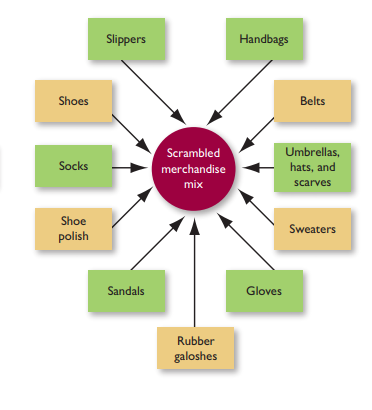 Slippers
Handbags
Shoes
Belts
Scrambled
merchandise
mix
Umbrellas,
hats, and
scarves
Socks
Shoe
polish
Sweaters
Sandals
Gloves
Rubber
galoshes